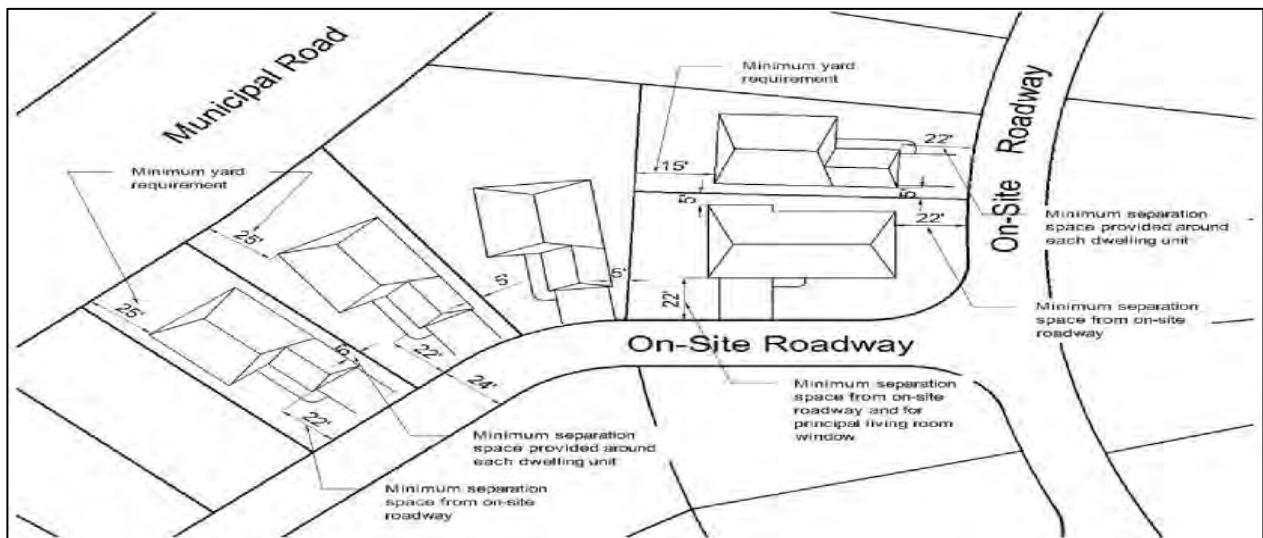 Municipal Road
Minimum yard
requirement
On-Site Roadway
Minimum yard
requirement
22'
15'
5'
5'
22'
Minimum separation
space provided around
each dwelling unit
25'
5'
22'
Minimum separation
space from on-site
roadway
25'
22'
On-Site Roadway
24'
Minimum separation
space from on-site
roadway and for
principal living room
window
22'
Minimum separation
space provided around
each dwelling unit
Minimum separation
space from on-site
roadway